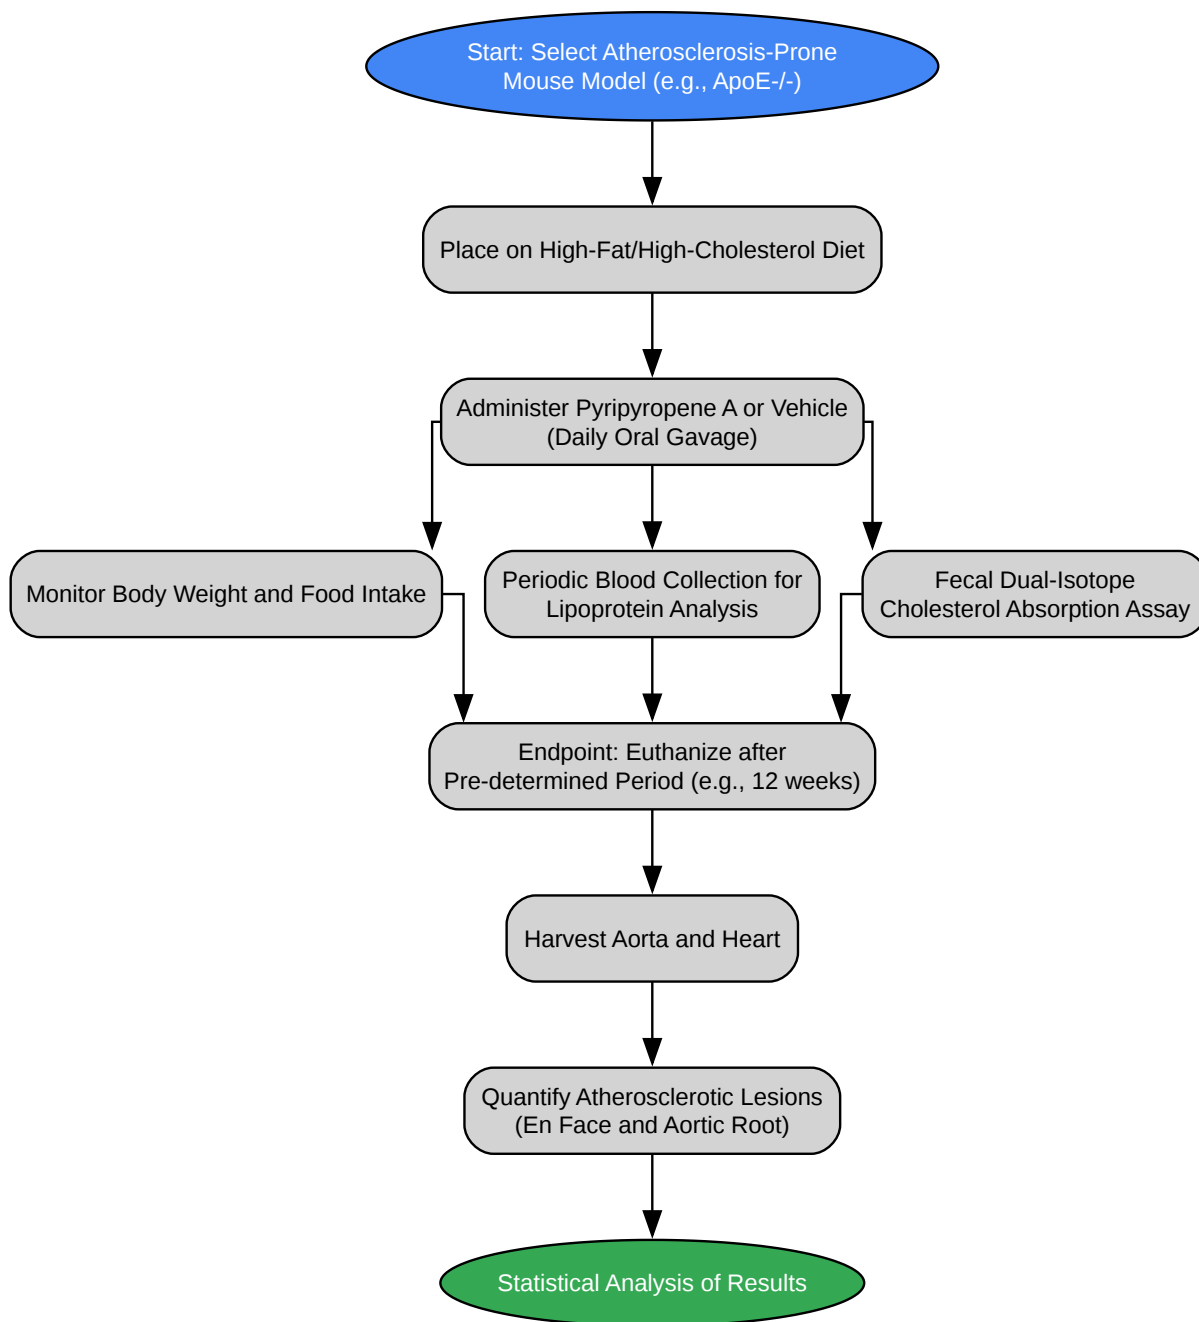 Start: Select Atherosclerosis-Prone
Mouse Model (e.g., ApoE-/-)
Place on High-Fat/High-Cholesterol Diet
Administer Pyripyropene A or Vehicle
(Daily Oral Gavage)
Monitor Body Weight and Food Intake
Periodic Blood Collection for
Lipoprotein Analysis
Fecal Dual-Isotope
Cholesterol Absorption Assay
Endpoint: Euthanize after
Pre-determined Period (e.g., 12 weeks)
Harvest Aorta and Heart
Quantify Atherosclerotic Lesions
(En Face and Aortic Root)
Statistical Analysis of Results